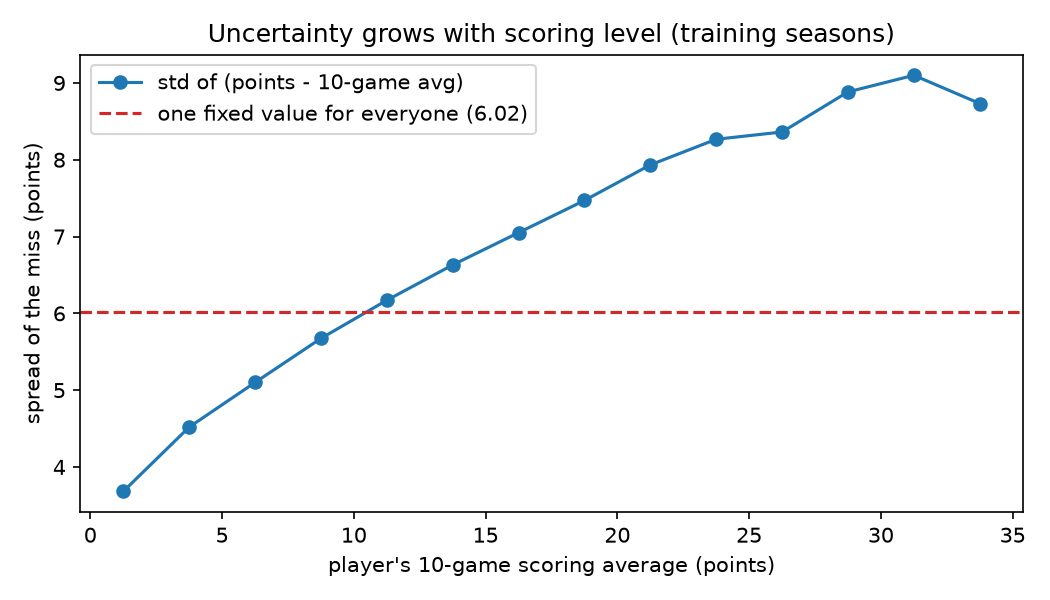 Uncertainty grows with scoring level (training seasons)
std of (points - 10-game avg)
one fixed value for everyone (6.02)
spread of the miss (points)
9
8
7
6
5
4
0 5 10 15 20 25 30 35
player's 10-game scoring average (points)